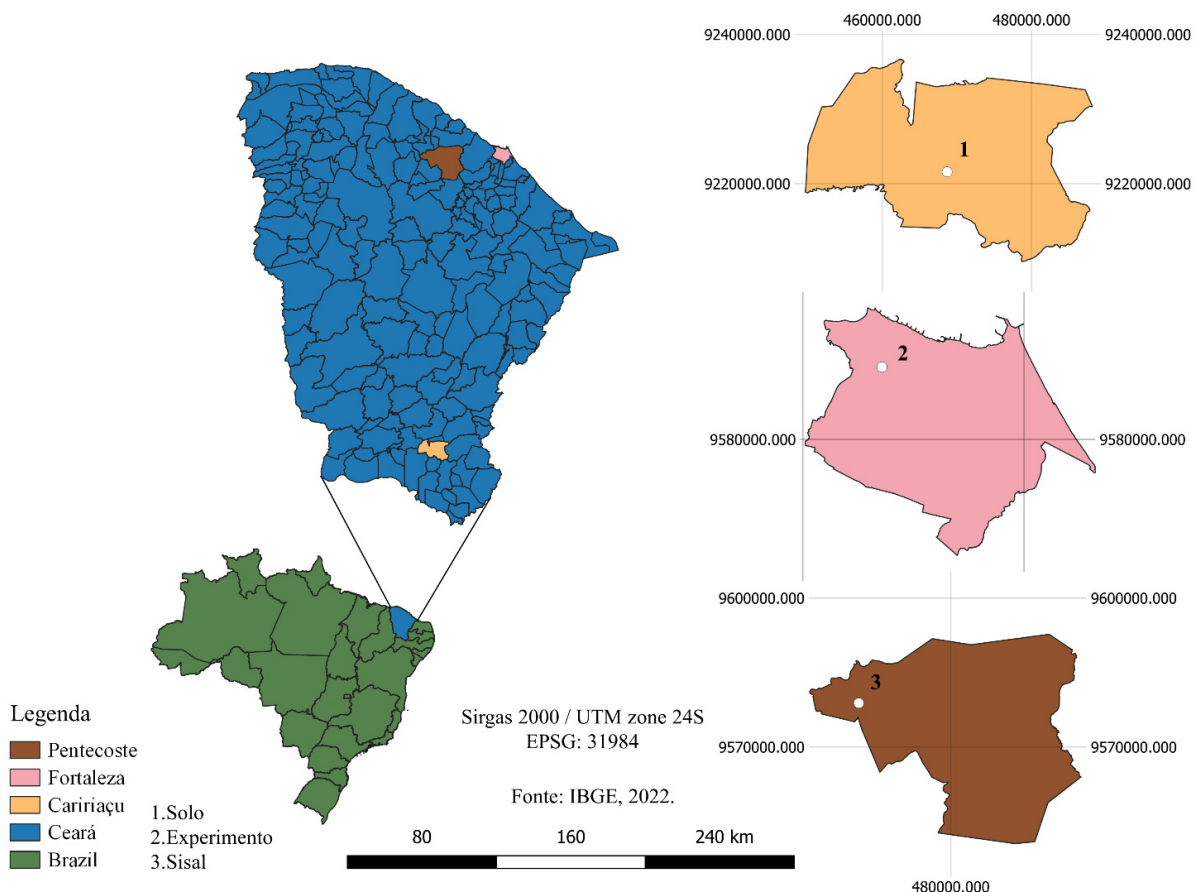 460000.000 480000.000
9240000.000 9240000.000
1
9220000.000 9220000.000
2
9580000.000 9580000.000
9600000.000 9600000.000
3
9570000.000 9570000.000
480000.000
Legenda
Pentecoste
Fortaleza
Caririaçu
Ceará
Brazil
1.Solo
2.Experimento
3.Sisal
Sirgas 2000 / UTM zone 24S
EPSG: 31984
Fonte: IBGE, 2022.
80 160 240 km